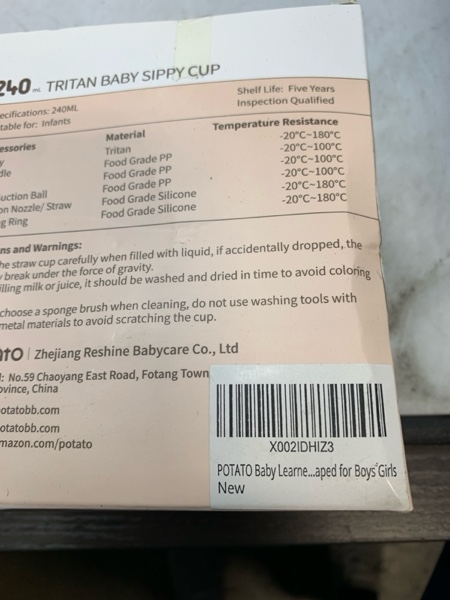 240 ML TRITAN BABY SIPPY CUP
ecifications: 240ML
table for: Infants
Shelf Life: Five Years
Inspection Qualified
essories Material Temperature Resistance
y Tritan -20°C~180°C
dle Food Grade PP -20°C~100°C
Food Grade PP -20°C~100°C
Food Grade PP -20°C~100°C
uction Ball Food Grade Silicone -20°C~180°C
on Nozzle/ Straw Food Grade Silicone -20°C~180°C
g Ring
ns and Warnings:
he straw cup carefully when filled with liquid, if accidentally dropped, the
y break under the force of gravity.
illing milk or juice, it should be washed and dried in time to avoid coloring
choose a sponge brush when cleaning, do not use washing tools with
metal materials to avoid scratching the cup.
ato | Zhejiang Reshine Babycare Co., Ltd
: No.59 Chaoyang East Road, Fotang Town
ovince, China
otatobb.com
otatobb.com
mazon.com/potato
X002IDHIZ3
POTATO Baby Learne...aped for Boys Girls
New